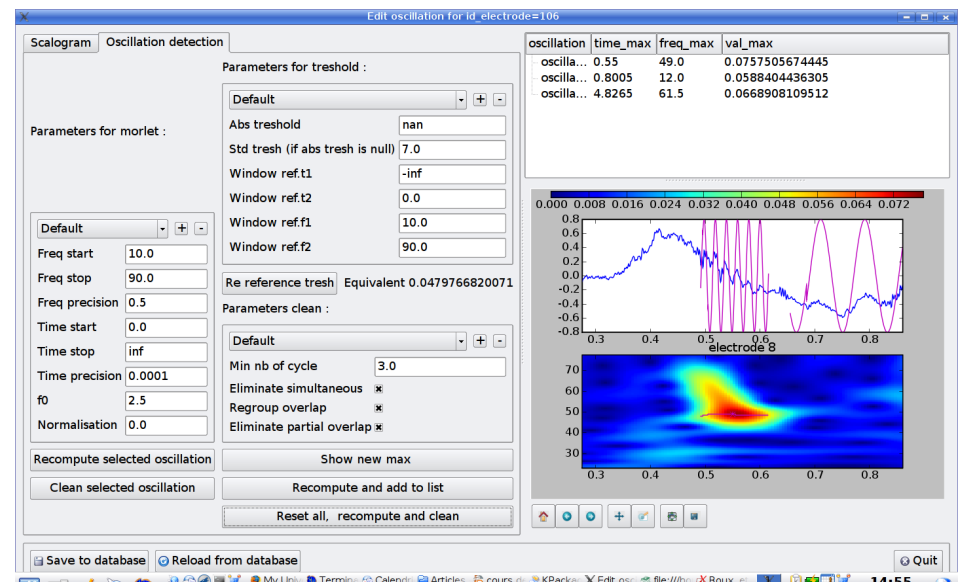 Edit oscillation for id_electrode=106
Scalogram Oscillation detection
Parameters for treshold :
Default + -
Abs treshold nan
Parameters for morlet :
Std tresh (if abs tresh is null) 7.0
Window ref.t1 -inf
Window ref.t2 0.0
Window ref.f1 10.0
Window ref.f2 90.0
Default + -
Freq start 10.0
Freq stop 90.0
Freq precision 0.5
Time start 0.0
Time stop inf
Time precision 0.0001
f0 2.5
Normalisation 0.0
Re reference tresh Equivalent 0.0479766820071
Parameters clean :
Default + -
Min nb of cycle 3.0
Eliminate simultaneous
Regroup overlap
Eliminate partial overlap
Recompute selected oscillation Show new max
Clean selected oscillation Recompute and add to list
Reset all, recompute and clean
oscillation time_max freq_max val_max
oscilla... 0.55 49.0 0.0757505674445
oscilla... 0.8005 12.0 0.0588404436305
oscilla... 4.8265 61.5 0.0668908109512
0.000 0.008 0.016 0.024 0.032 0.040 0.048 0.056 0.064 0.072
0.8
0.6
0.4
0.2
0.0
-0.2
-0.4
-0.6
-0.8
0.3 0.4 0.5 0.6 0.7 0.8
electrode 8
70
60
50
40
30
0.3 0.4 0.5 0.6 0.7 0.8
Save to database Reload from database Quit
14:55